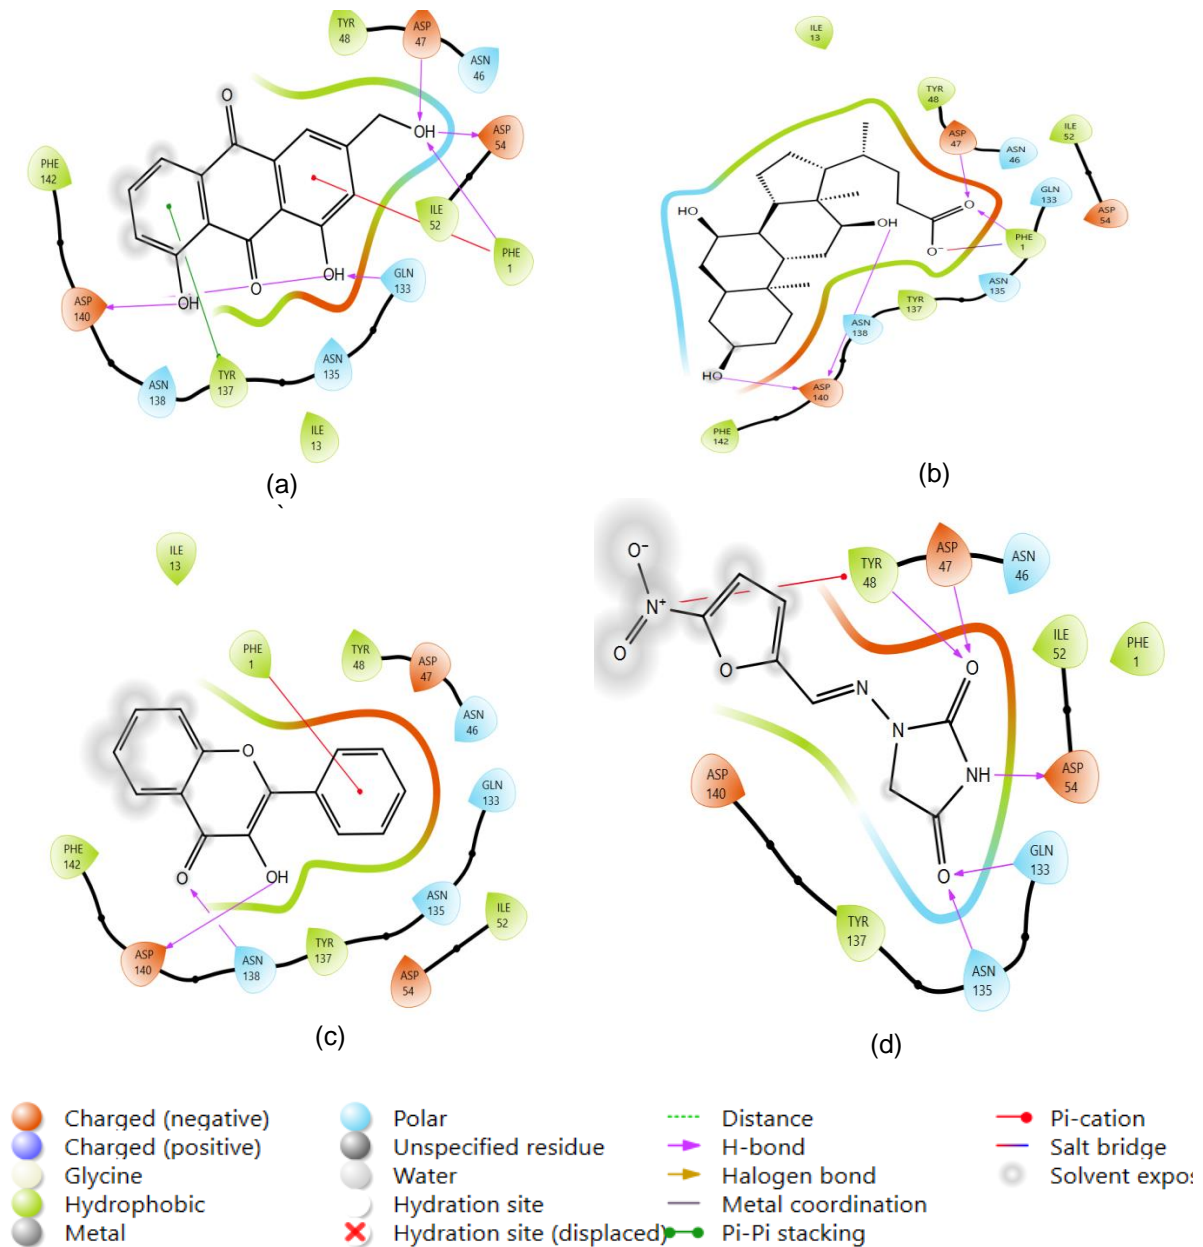 TYR
48
ASP
47
ASN
46
O
OH
ASP
54
PHE
142
ILE
52
PHE
1
O
OH
OH
GLN
133
ASP
140
ASN
138
TYR
137
ASN
135
ILE
13
(a)
`
ILE
13
TYR
48
ASP
47
ASN
46
ILE
52
GLN
133
ASP
54
HO
OH
O
O⁻
PHE
1
ASN
135
TYR
137
ASN
138
HO
ASP
140
PHE
142
(b)
ILE
13
PHE
1
TYR
48
ASP
47
ASN
46
O
GLN
133
PHE
142
O
OH
ASN
135
ILE
52
ASP
140
ASN
138
TYR
137
ASP
54
(c)
O⁻
N⁺
O
O
TYR
48
ASP
47
ASN
46
ILE
52
PHE
1
N
O
N
NH
O
ASP
140
ASP
54
GLN
133
TYR
137
ASN
135
(d)
Charged (negative)
Charged (positive)
Glycine
Hydrophobic
Metal
Polar
Unspecified residue
Water
Hydration site
Hydration site (displaced)
Distance
H-bond
Halogen bond
Metal coordination
Pi-Pi stacking
Pi-cation
Salt bridge
Solvent expos